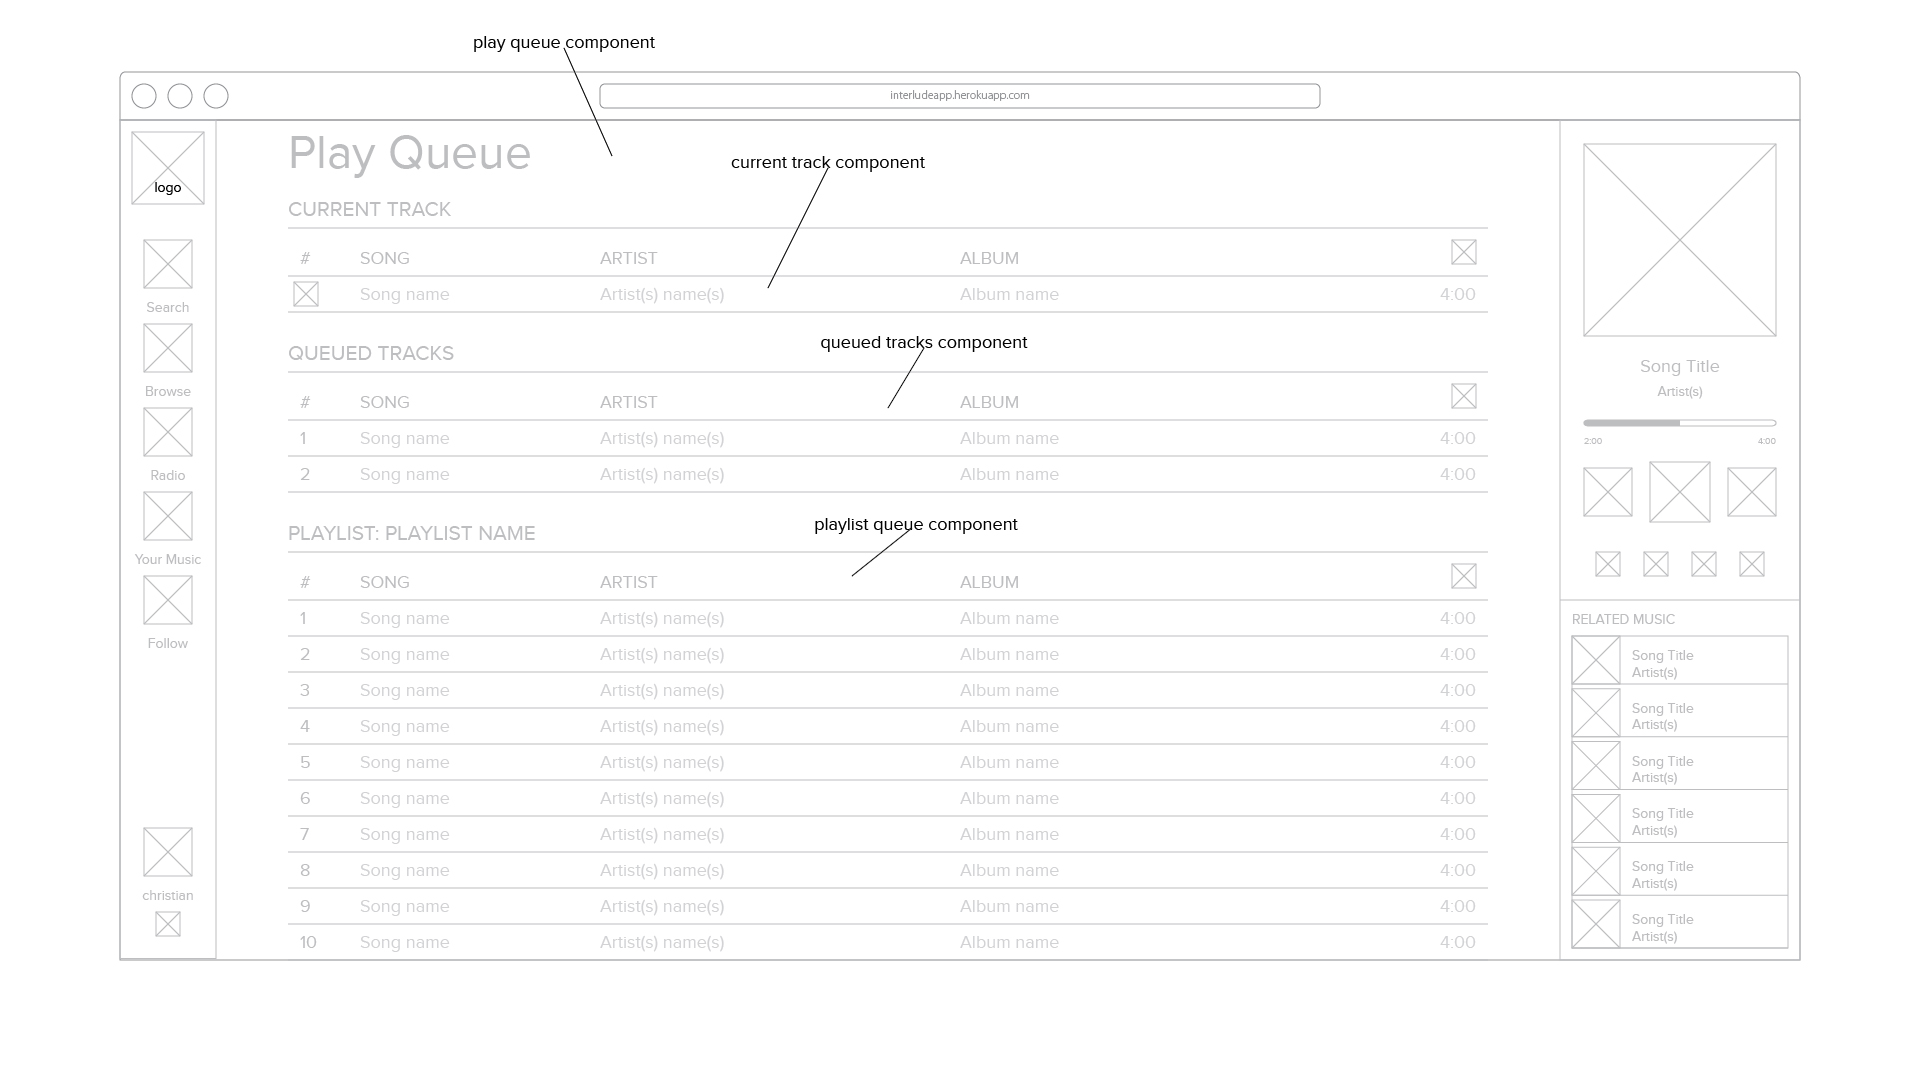 play queue component
interludeapp.herokuapp.com
logo
Search
Browse
Radio
Your Music
Follow
christian
Play Queue
current track component
CURRENT TRACK
# SONG ARTIST ALBUM
Song name Artist(s) name(s) Album name 4:00
queued tracks component
QUEUED TRACKS
# SONG ARTIST ALBUM
1 Song name Artist(s) name(s) Album name 4:00
2 Song name Artist(s) name(s) Album name 4:00
playlist queue component
PLAYLIST: PLAYLIST NAME
# SONG ARTIST ALBUM
1 Song name Artist(s) name(s) Album name 4:00
2 Song name Artist(s) name(s) Album name 4:00
3 Song name Artist(s) name(s) Album name 4:00
4 Song name Artist(s) name(s) Album name 4:00
5 Song name Artist(s) name(s) Album name 4:00
6 Song name Artist(s) name(s) Album name 4:00
7 Song name Artist(s) name(s) Album name 4:00
8 Song name Artist(s) name(s) Album name 4:00
9 Song name Artist(s) name(s) Album name 4:00
10 Song name Artist(s) name(s) Album name 4:00
Song Title
Artist(s)
2:00 4:00
RELATED MUSIC
Song Title
Artist(s)
Song Title
Artist(s)
Song Title
Artist(s)
Song Title
Artist(s)
Song Title
Artist(s)
Song Title
Artist(s)